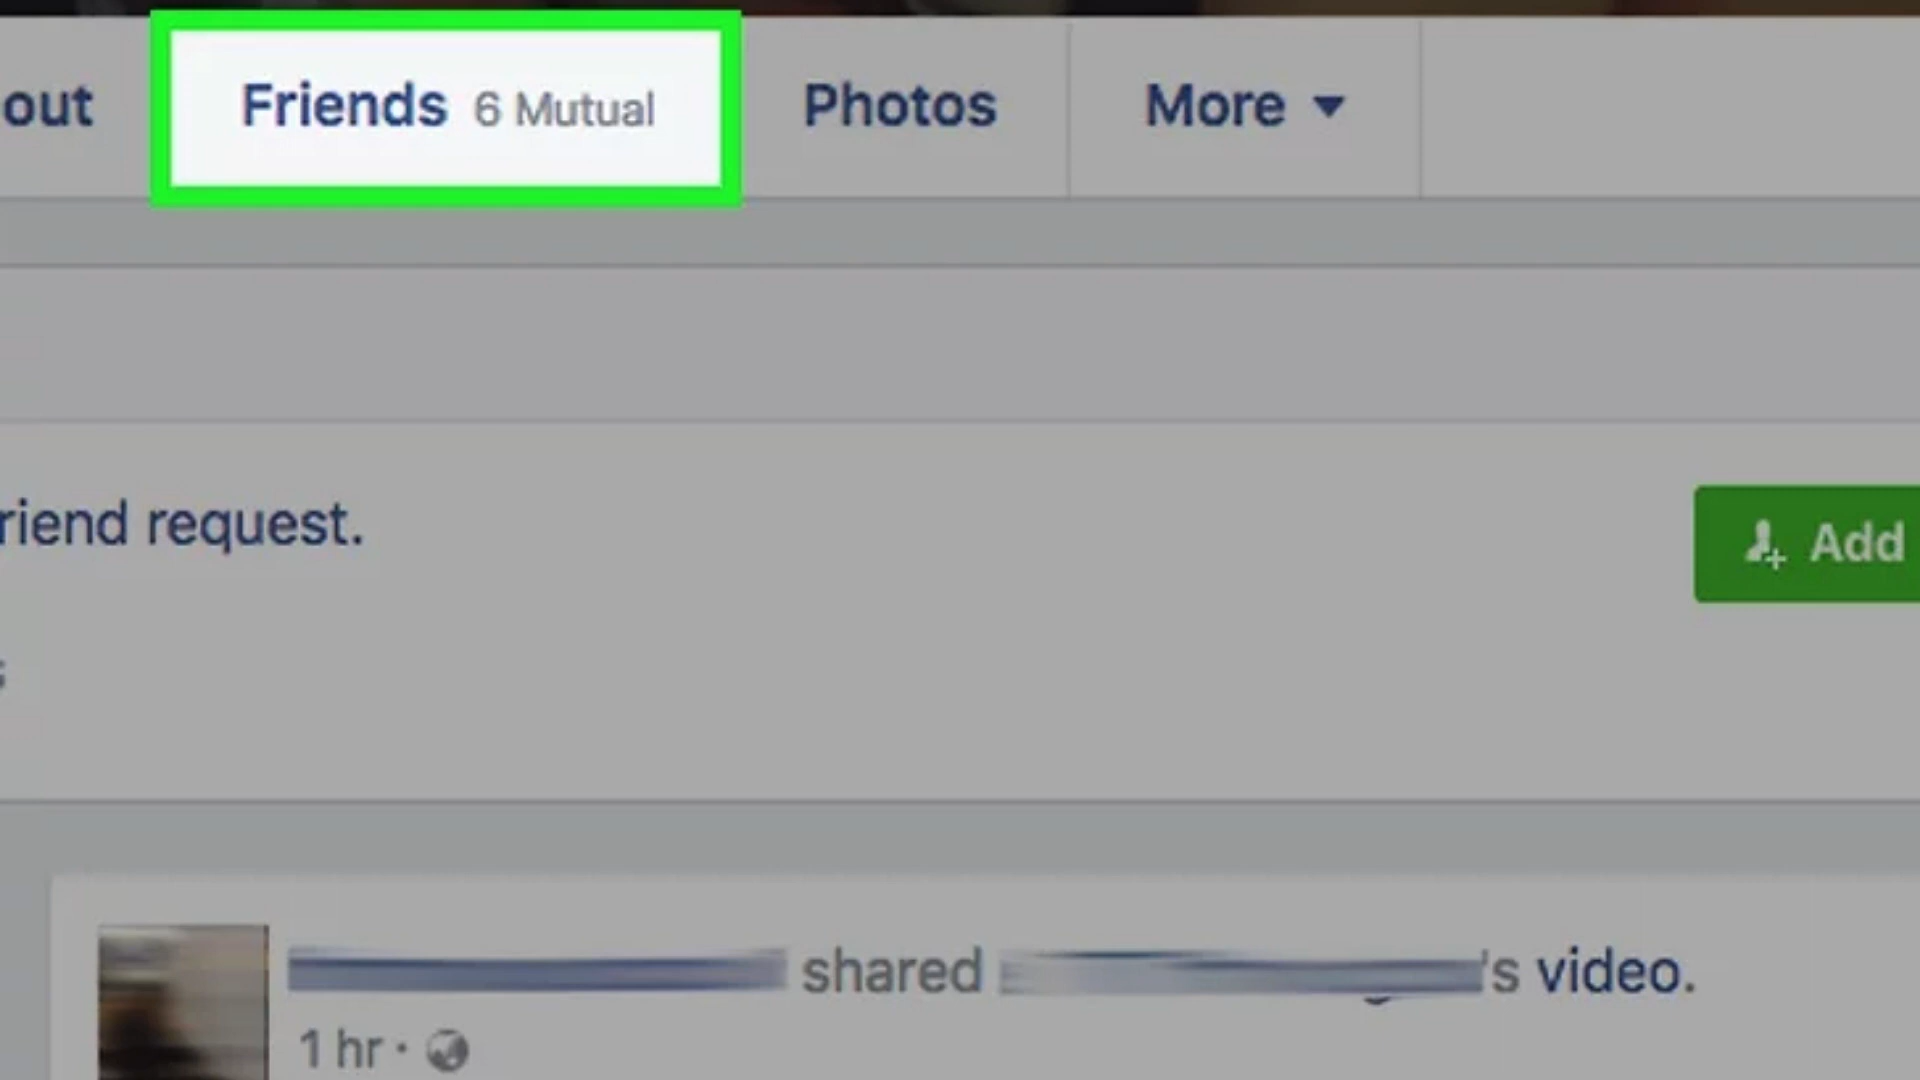 out Friends 6 Mutual Photos More
riend request.
Add
shared 's video.
1 hr ·